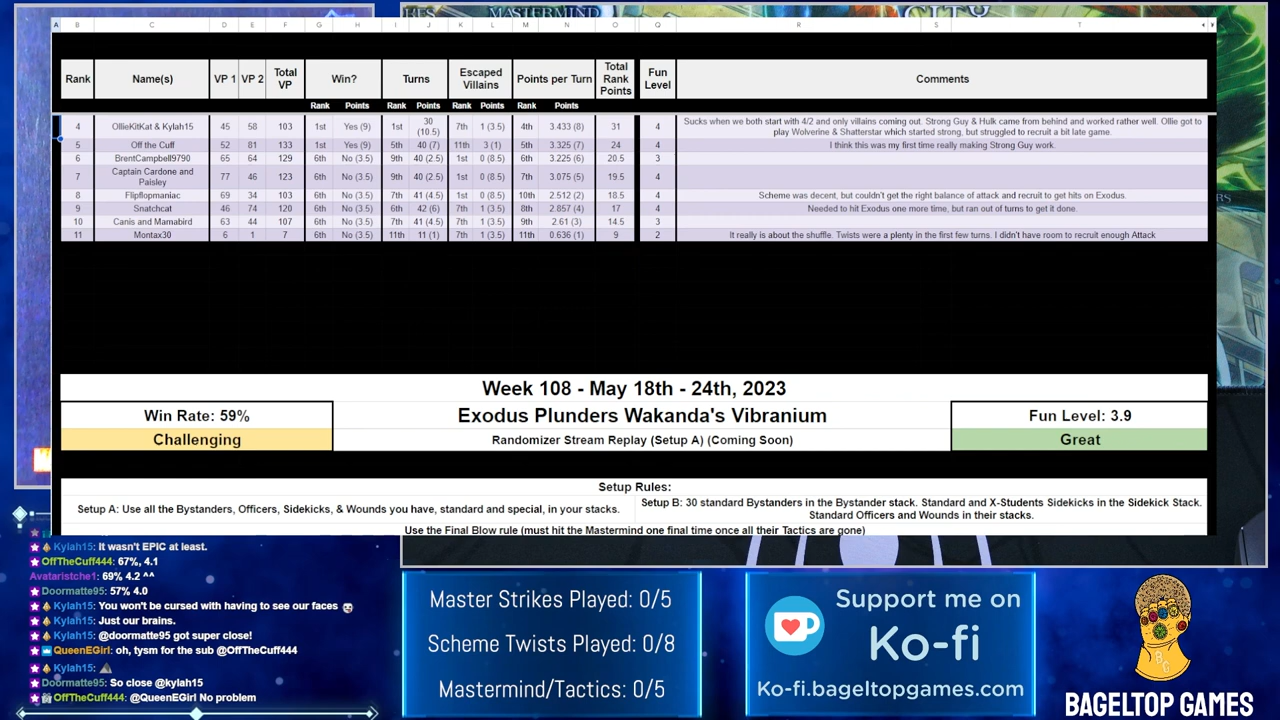 MASTERMIND
CITY
A B C D E F G H I J K L M N O Q R S T
Rank Name(s) VP 1 VP 2 Total VP Win? Turns Escaped Villains Points per Turn Total Rank Points Fun Level Comments
Rank Points Rank Points Rank Points Rank Points
4 OllieKitKat & Kylah15 45 58 103 1st Yes (9) 1st 30 (10.5) 7th 1 (3.5) 4th 3.433 (8) 31 4 Sucks when we both start with 4/2 and only villains coming out. Strong Guy & Hulk came from behind and worked rather well. Ollie got to
play Wolverine & Shatterstar which started strong, but struggled to recruit a bit late game.
5 Off the Cuff 52 81 133 1st Yes (9) 5th 40 (7) 11th 3 (1) 5th 3.325 (7) 24 4 I think this was my first time really making Strong Guy work.
6 BrentCampbell9790 65 64 129 6th No (3.5) 9th 40 (2.5) 1st 0 (8.5) 6th 3.225 (6) 20.5 3
7 Captain Cardone and Paisley 77 46 123 6th No (3.5) 9th 40 (2.5) 1st 0 (8.5) 7th 3.075 (5) 19.5 4
8 Flipflopmaniac 69 34 103 6th No (3.5) 7th 41 (4.5) 1st 0 (8.5) 10th 2.512 (2) 18.5 4 Scheme was decent, but couldn't get the right balance of attack and recruit to get hits on Exodus.
9 Snatchcat 46 74 120 6th No (3.5) 6th 42 (6) 7th 1 (3.5) 8th 2.857 (4) 17 4 Needed to hit Exodus one more time, but ran out of turns to get it done.
10 Canis and Mamabird 63 44 107 6th No (3.5) 7th 41 (4.5) 7th 1 (3.5) 9th 2.61 (3) 14.5 3
11 Montax30 6 1 7 6th No (3.5) 11th 11 (1) 7th 1 (3.5) 11th 0.636 (1) 9 2 It really is about the shuffle. Twists were a plenty in the first few turns. I didn't have room to recruit enough Attack
Week 108 - May 18th - 24th, 2023
Win Rate: 59% Exodus Plunders Wakanda's Vibranium Fun Level: 3.9
Challenging Randomizer Stream Replay (Setup A) (Coming Soon) Great
Setup Rules:
Setup A: Use all the Bystanders, Officers, Sidekicks, & Wounds you have, standard and special, in your stacks.
Setup B: 30 standard Bystanders in the Bystander stack. Standard and X-Students Sidekicks in the Sidekick Stack.
Standard Officers and Wounds in their stacks.
Use the Final Blow rule (must hit the Mastermind one final time once all their Tactics are gone)
Kylah15: It wasn't EPIC at least.
OffTheCuff444: 67%, 4.1
Avataristche1: 69% 4.2 ^^
Doormatte95: 57% 4.0
Kylah15: You won't be cursed with having to see our faces
Kylah15: Just our brains.
Kylah15: @doormatte95 got super close!
QueenEGirl: oh, tysm for the sub @OffTheCuff444
Kylah15:
Doormatte95: So close @kylah15
OffTheCuff444: @QueenEGirl No problem
Master Strikes Played: 0/5
Scheme Twists Played: 0/8
Mastermind/Tactics: 0/5
Support me on
Ko-fi
Ko-fi.bageltopgames.com
BG
BAGELTOP GAMES